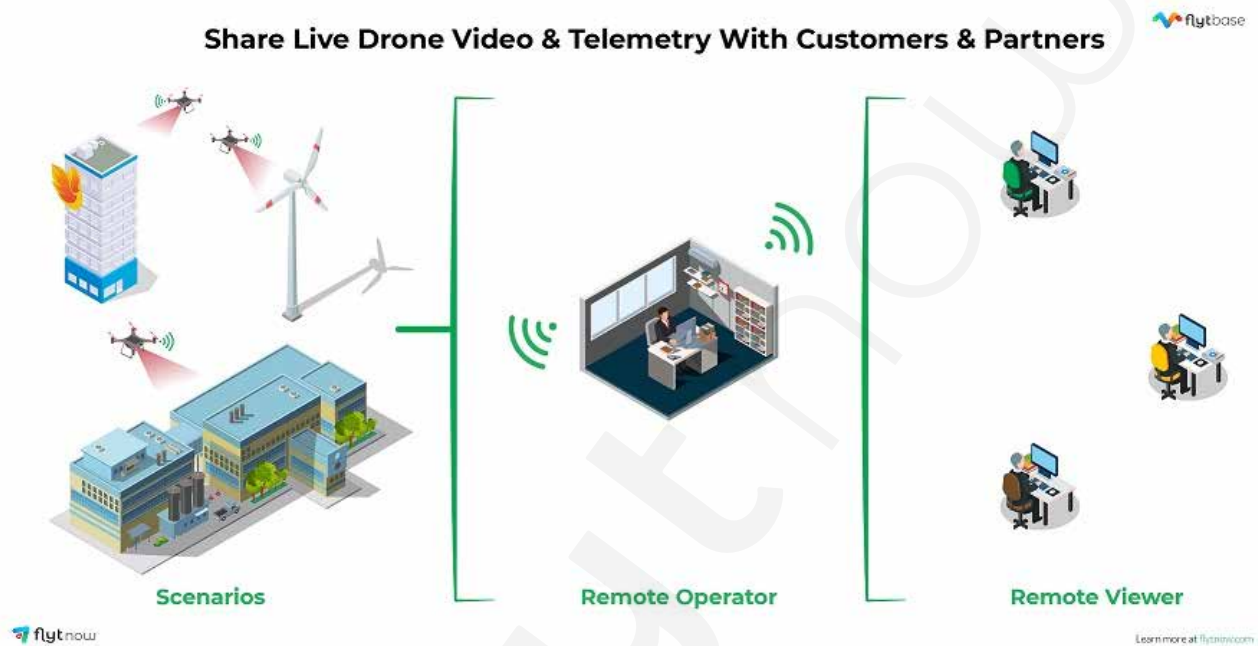 flytbase
Share Live Drone Video & Telemetry With Customers & Partners
Scenarios
Remote Operator
Remote Viewer
flytnow
Learn more at flytnow.com